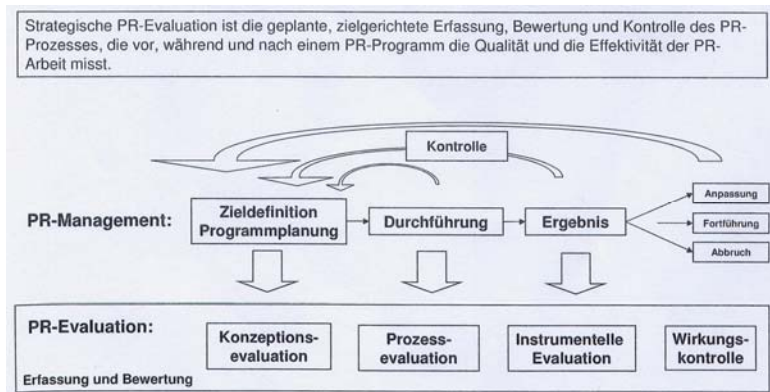 Strategische PR-Evaluation ist die geplante, zielgerichtete Erfassung, Bewertung und Kontrolle des PR-
Prozesses, die vor, während und nach einem PR-Programm die Qualität und die Effektivität der PR-
Arbeit misst.
Kontrolle
PR-Management:
Zieldefinition
Programmplanung
Durchführung
Ergebnis
Anpassung
Fortführung
Abbruch
PR-Evaluation:
Konzeptions-
evaluation
Prozess-
evaluation
Instrumentelle
Evaluation
Wirkungs-
kontrolle
Erfassung und Bewertung